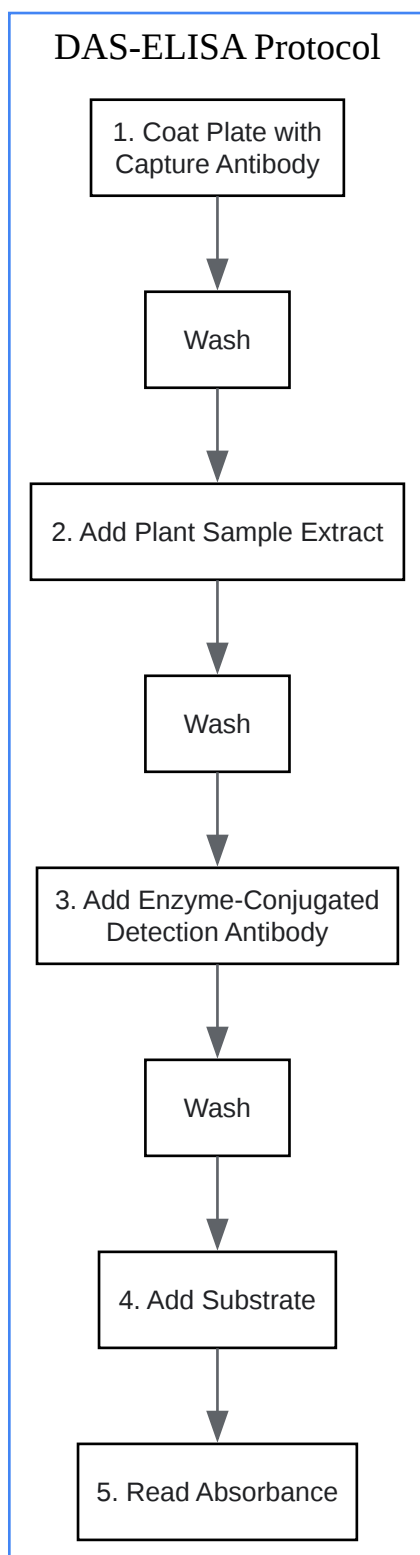 DAS-ELISA Protocol
1. Coat Plate with
Capture Antibody
Wash
2. Add Plant Sample Extract
Wash
3. Add Enzyme-Conjugated
Detection Antibody
Wash
4. Add Substrate
5. Read Absorbance